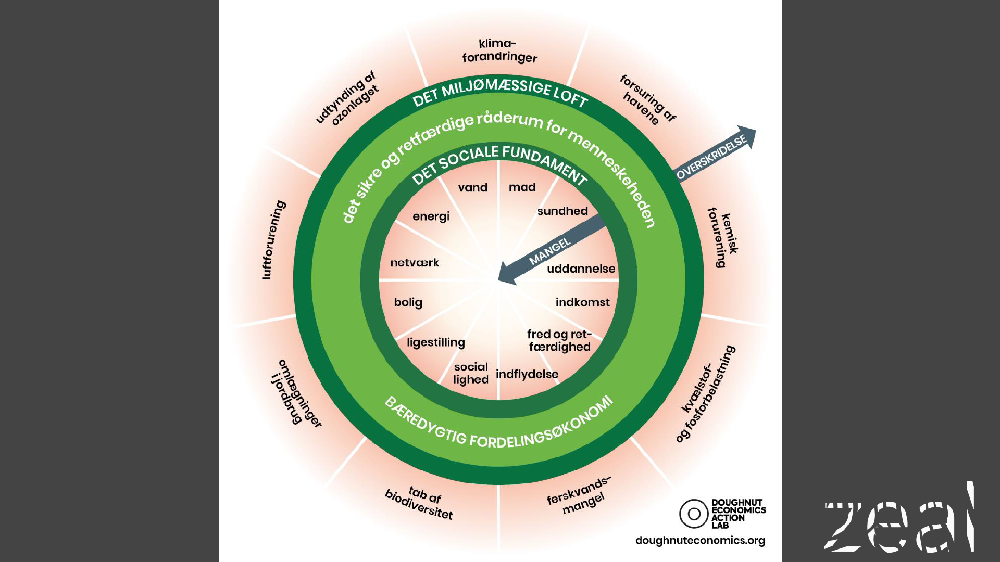 klima-
forandringer
forsuring af
havene
OVERSKRIDELSE
kemisk
forurening
kvælstof-
og fosforbelastning
ferskvands-
mangel
tab af
biodiversitet
omlægninger
i jordbrug
luftforurening
udtynding af
ozonlaget
DET MILJØMÆSSIGE LOFT
det sikre og retfærdige råderum for menneskeheden
DET SOCIALE FUNDAMENT
vand
mad
sundhed
MANGEL
uddannelse
indkomst
fred og ret-
færdighed
indflydelse
social
lighed
ligestilling
bolig
netværk
energi
BÆREDYGTIG FORDELINGSØKONOMI
DOUGHNUT
ECONOMICS
ACTION
LAB
doughnuteconomics.org
zeal